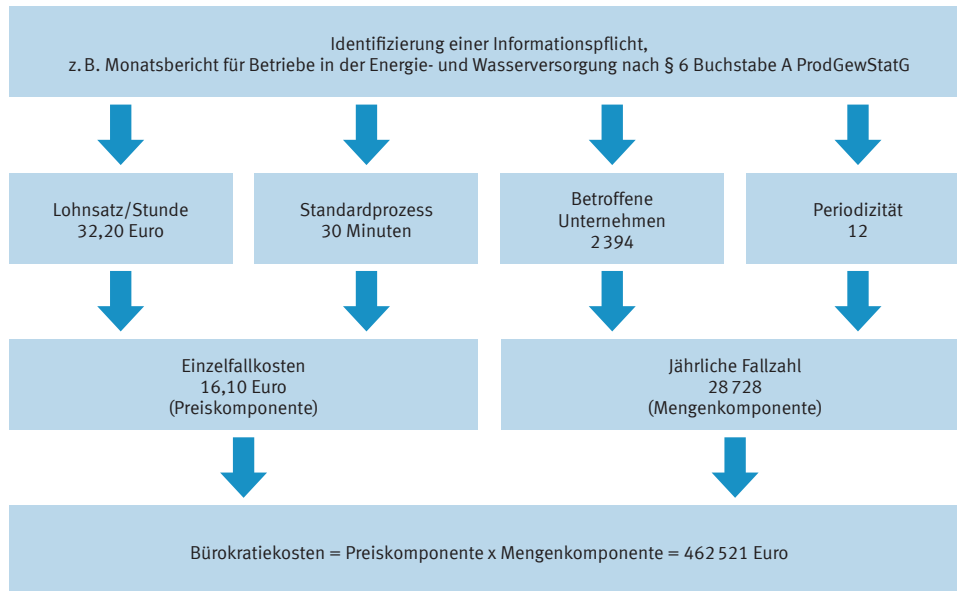 Identifizierung einer Informationspflicht,
z. B. Monatsbericht für Betriebe in der Energie- und Wasserversorgung nach § 6 Buchstabe A ProdGewStatG
Lohnsatz/Stunde
32,20 Euro
Standardprozess
30 Minuten
Betroffene
Unternehmen
2 394
Periodizität
12
Einzelfallkosten
16,10 Euro
(Preiskomponente)
Jährliche Fallzahl
28 728
(Mengenkomponente)
Bürokratiekosten = Preiskomponente x Mengenkomponente = 462 521 Euro